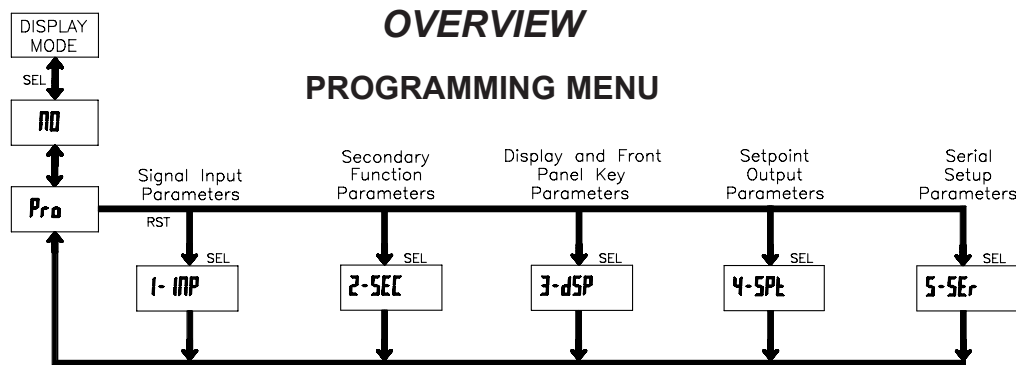 OVERVIEW
PROGRAMMING MENU
DISPLAY
MODE
SEL
NO
Pro
RST
Signal Input
Parameters
SEL
1-INP
Secondary
Function
Parameters
SEL
2-SEC
Display and Front
Panel Key
Parameters
SEL
3-dSP
Setpoint
Output
Parameters
SEL
4-SPt
Serial
Setup
Parameters
SEL
5-SEr